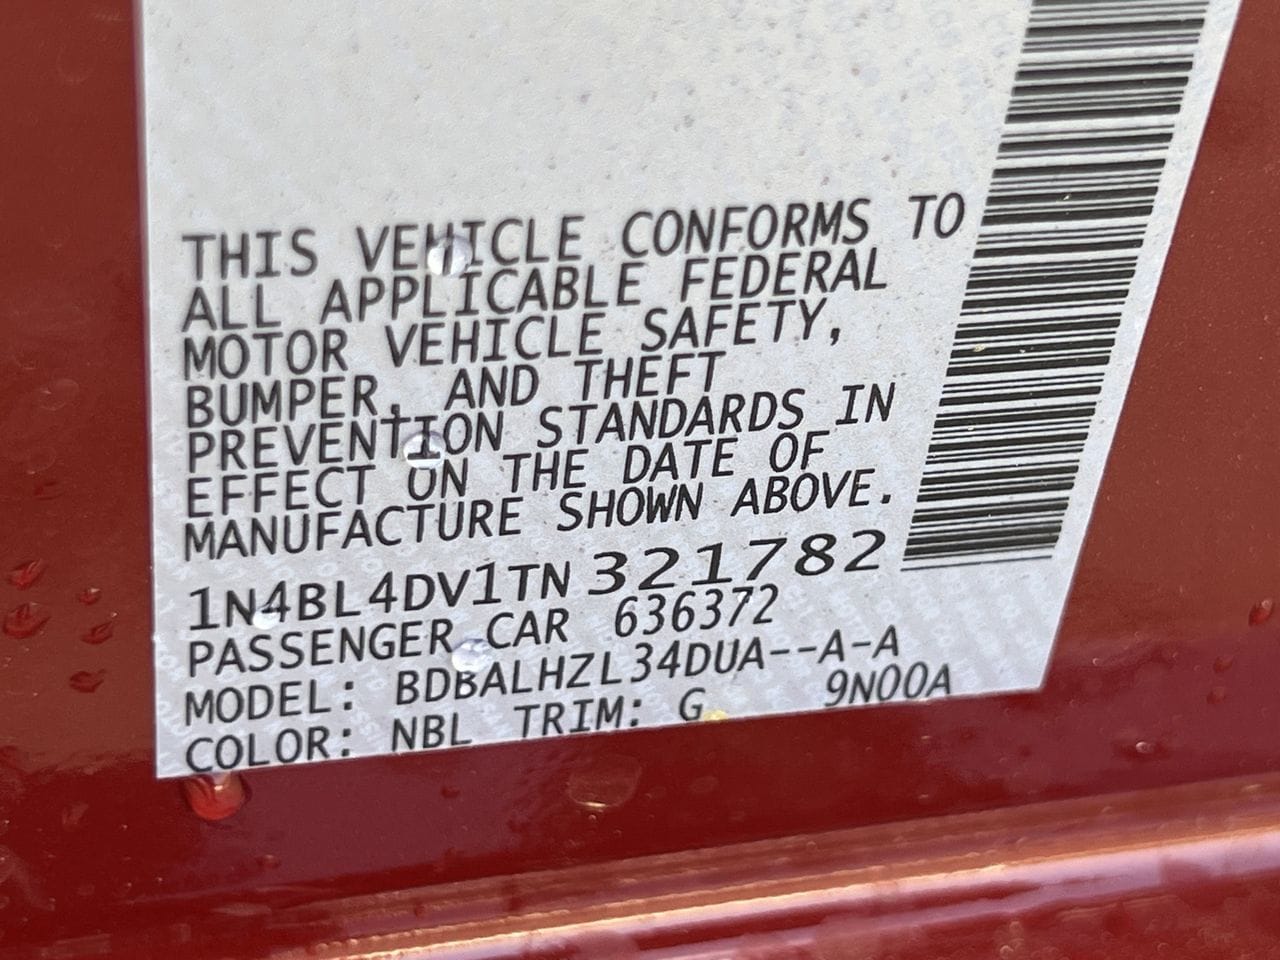 THIS VEHICLE CONFORMS TO
ALL APPLICABLE FEDERAL
MOTOR VEHICLE SAFETY,
BUMPER, AND THEFT
PREVENTION STANDARDS IN
EFFECT ON THE DATE OF
MANUFACTURE SHOWN ABOVE.
1N4BL4DV1TN321782
PASSENGER CAR 636372
MODEL: BDBALHZL34DUA--A-A
COLOR: NBL TRIM: G 9N00A